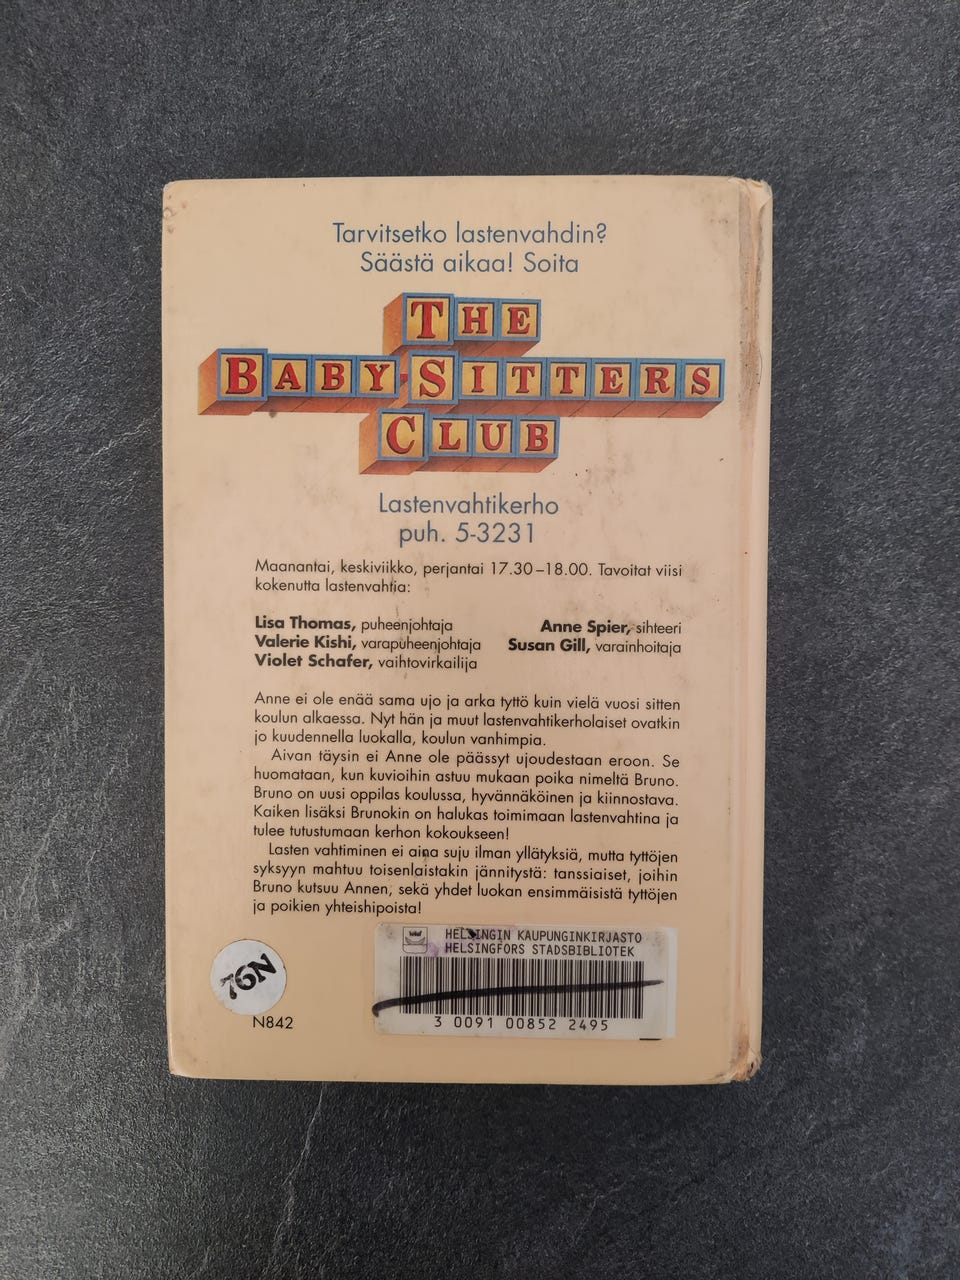 Tarvitsetko lastenvahdin?
Säästä aikaa! Soita
THE
BABY-SITTERS
CLUB
Lastenvahtikerho
puh. 5-3231
Maanantai, keskiviikko, perjantai 17.30–18.00. Tavoitat viisi
kokenutta lastenvahtia:
Lisa Thomas, puheenjohtaja
Anne Spier, sihteeri
Valerie Kishi, varapuheenjohtaja
Susan Gill, varainhoitaja
Violet Schafer, vaihtovirkailija
Anne ei ole enää sama ujo ja arka tyttö kuin vielä vuosi sitten
koulun alkaessa. Nyt hän ja muut lastenvahtikerholaiset ovatkin
jo kuudennella luokalla, koulun vanhimpia.
Aivan täysin ei Anne ole päässyt ujoudestaan eroon. Se
huomataan, kun kuvioihin astuu mukaan poika nimeltä Bruno.
Bruno on uusi oppilas koulussa, hyvännäköinen ja kiinnostava.
Kaiken lisäksi Brunokin on halukas toimimaan lastenvahtina ja
tulee tutustumaan kerhon kokoukseen!
Lasten vahtiminen ei aina suju ilman yllätyksiä, mutta tyttöjen
syksyyn mahtuu toisenlaistakin jännitystä: tanssiaiset, joihin
Bruno kutsuu Annen, sekä yhdet luokan ensimmäisistä tyttöjen
ja poikien yhteishipoista!
HELSINGIN KAUPUNGINKIRJASTO
HELSINGFORS STADSBIBLIOTEK
3 0091 00852 2495
76N
N842